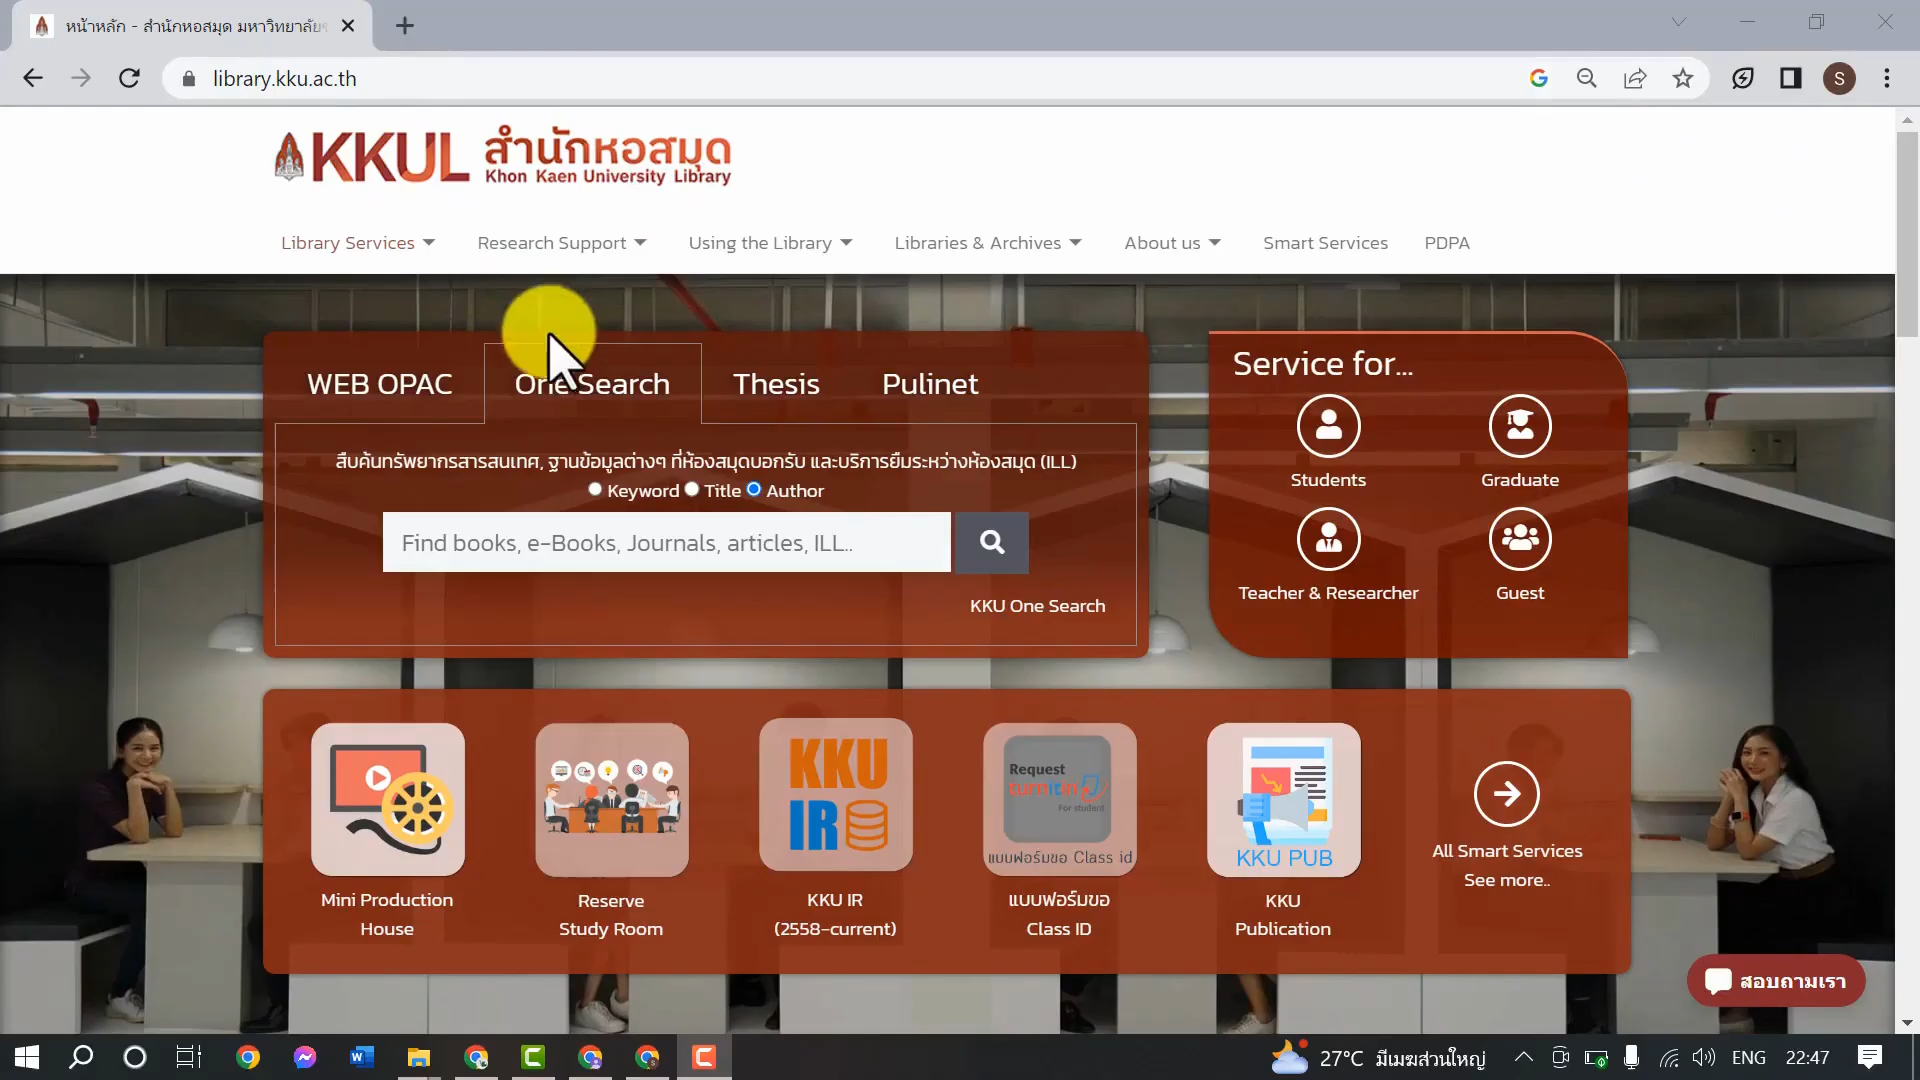 หน้าหลัก - สำนักหอสมุด มหาวิทยาลัยข
library.kku.ac.th
S
KKUL สำนักหอสมุด
Khon Kaen University Library
Library Services
Research Support
Using the Library
Libraries & Archives
About us
Smart Services
PDPA
WEB OPAC
One Search
Thesis
Pulinet
สืบค้นทรัพยากรสารสนเทศ, ฐานข้อมูลต่างๆ ที่ห้องสมุดบอกรับ และบริการยืมระหว่างห้องสมุด (ILL)
Keyword Title Author
Find books, e-Books, Journals, articles, ILL..
KKU One Search
Service for...
Students
Graduate
Teacher & Researcher
Guest
Mini Production
House
Reserve
Study Room
KKU
IR
KKU IR
(2558-current)
Request
turnitin
For student
แบบฟอร์มขอ Class id
แบบฟอร์มขอ
Class ID
KKU PUB
KKU
Publication
All Smart Services
See more..
สอบถามเรา
27°C มีเมฆส่วนใหญ่
ENG
22:47